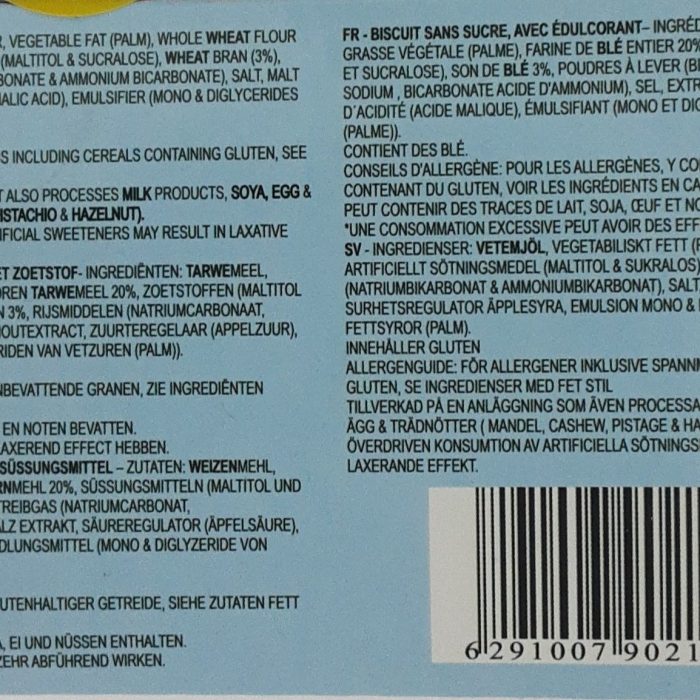 , VEGETABLE FAT (PALM), WHOLE WHEAT FLOUR
(MALTITOL & SUCRALOSE), WHEAT BRAN (3%),
BONATE & AMMONIUM BICARBONATE), SALT, MALT
ALIC ACID), EMULSIFIER (MONO & DIGLYCERIDES
S INCLUDING CEREALS CONTAINING GLUTEN, SEE
T ALSO PROCESSES MILK PRODUCTS, SOYA, EGG &
ISTACHIO & HAZELNUT).
IFICIAL SWEETENERS MAY RESULT IN LAXATIVE
ET ZOETSTOF- INGREDIËNTEN: TARWEMEEL,
OREN TARWEMEEL 20%, ZOETSTOFFEN (MALTITOL
N 3%, RIJSMIDDELEN (NATRIUMCARBONAAT,
OUTEXTRACT, ZUURTEREGELAAR (APPELZUUR),
RIDEN VAN VETZUREN (PALM)).
NBEVATTENDE GRANEN, ZIE INGREDIËNTEN
EN NOTEN BEVATTEN.
AXEREND EFFECT HEBBEN.
SÜSSUNGSMITTEL – ZUTATEN: WEIZENMEHL,
RNMEHL 20%, SÜSSUNGSMITTELN (MALTITOL UND
TREIBGAS (NATRIUMCARBONAT,
LZ EXTRAKT, SÄUREREGULATOR (ÄPFELSÄURE),
DLUNGSMITTEL (MONO & DIGLYZERIDE VON
UTENHALTIGER GETREIDE, SIEHE ZUTATEN FETT
, EI UND NÜSSEN ENTHALTEN.
ZEHR ABFÜHREND WIRKEN.
FR - BISCUIT SANS SUCRE, AVEC ÉDULCORANT– INGRÉD
GRASSE VÉGÉTALE (PALME), FARINE DE BLÉ ENTIER 20%
ET SUCRALOSE), SON DE BLÉ 3%, POUDRES À LEVER (BI
SODIUM , BICARBONATE ACIDE D'AMMONIUM), SEL, EXTR
D'ACIDITÉ (ACIDE MALIQUE), ÉMULSIFIANT (MONO ET DI
(PALME)).
CONTIENT DES BLÉ.
CONSEILS D'ALLERGÈNE: POUR LES ALLERGÈNES, Y CO
CONTENANT DU GLUTEN, VOIR LES INGRÉDIENTS EN CA
PEUT CONTENIR DES TRACES DE LAIT, SOJA, ŒUF ET NO
*UNE CONSOMMATION EXCESSIVE PEUT AVOIR DES EFF
SV - INGREDIENSER: VETEMJÖL, VEGETABILISKT FETT (
ARTIFICIELLT SÖTNINGSMEDEL (MALTITOL & SUKRALOS)
(NATRIUMBIKARBONAT & AMMONIUMBIKARBONAT), SALT,
SURHETSREGULATOR ÄPPLESYRA, EMULSION MONO &
FETTSYROR (PALM).
INNEHÅLLER GLUTEN
ALLERGENGUIDE: FÖR ALLERGENER INKLUSIVE SPANNM
GLUTEN, SE INGREDIENSER MED FET STIL
TILLVERKAD PÅ EN ANLÄGGNING SOM ÄVEN PROCESSA
ÄGG & TRÄDNÖTTER ( MANDEL, CASHEW, PISTAGE & HA
ÖVERDRIVEN KONSUMTION AV ARTIFICIELLA SÖTNINGS
LAXERANDE EFFEKT.
6 291007 9021